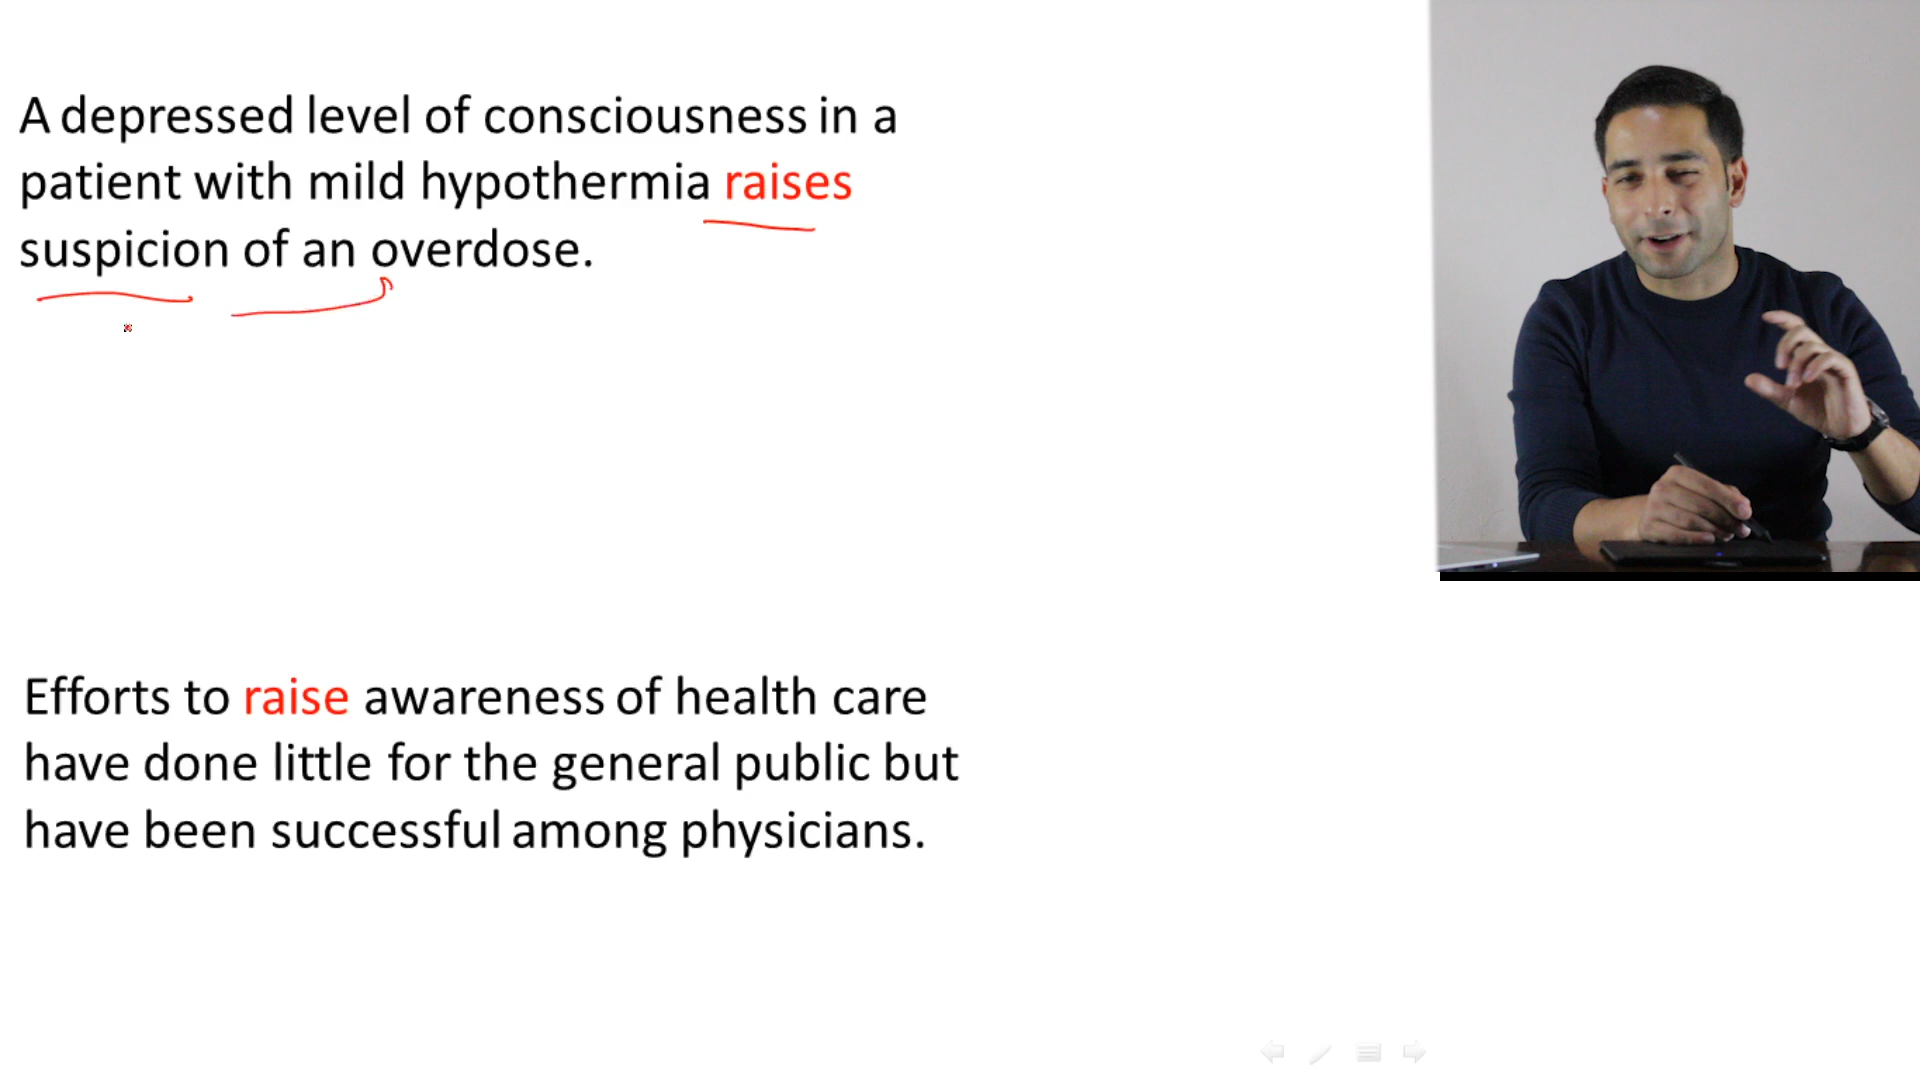 A depressed level of consciousness in a
patient with mild hypothermia raises
suspicion of an overdose.
Efforts to raise awareness of health care
have done little for the general public but
have been successful among physicians.